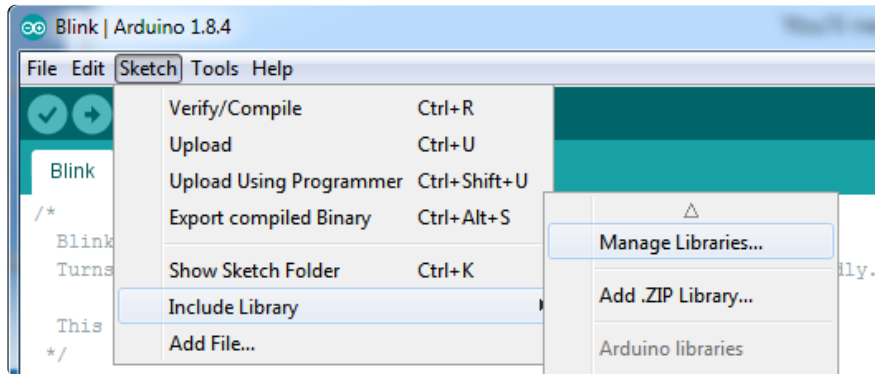 Blink | Arduino 1.8.4
File Edit Sketch Tools Help
Verify/Compile Ctrl+R
Upload Ctrl+U
Upload Using Programmer Ctrl+Shift+U
Export compiled Binary Ctrl+Alt+S
Show Sketch Folder Ctrl+K
Include Library
Add File...
Manage Libraries...
Add .ZIP Library...
Arduino libraries
Blink
/*
Blink
Turns
ly.
This
*/